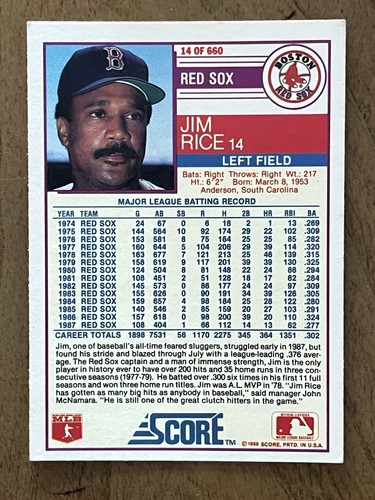 B
14 OF 660
RED SOX
BOSTON
RED SOX
JIM
RICE 14
LEFT FIELD
Bats: Right Throws: Right Wt.: 217
Ht.: 6'2" Born: March 8, 1953
Anderson, South Carolina
MAJOR LEAGUE BATTING RECORD
YEAR TEAM G AB SB R H 2B HR RBI BA
1974 RED SOX 24 67 0 6 18 2 1 13 .269
1975 RED SOX 144 564 10 92 174 29 22 102 .309
1976 RED SOX 153 581 8 75 164 25 25 85 .282
1977 RED SOX 160 644 5 104 206 29 39 114 .320
1978 RED SOX 163 677 7 121 213 25 46 139 .315
1979 RED SOX 158 619 9 117 201 39 39 130 .325
1980 RED SOX 124 504 8 81 148 22 24 86 .294
1981 RED SOX 108 451 2 51 128 18 17 62 .284
1982 RED SOX 145 573 0 86 177 24 24 97 .309
1983 RED SOX 155 626 0 90 191 34 39 126 .305
1984 RED SOX 159 657 4 98 184 25 28 122 .280
1985 RED SOX 140 546 2 85 159 20 27 103 .291
1986 RED SOX 157 618 0 98 200 39 20 110 .324
1987 RED SOX 108 404 1 66 112 14 13 62 .277
CAREER TOTALS 1898 7531 56 1170 2275 345 364 1351 .302
Jim, one of baseball's all-time feared sluggers, struggled early in 1987, but
found his stride and blazed through July with a league-leading .376 aver-
age. The Red Sox captain and a man of immense strength, Jim is the only
player in history ever to have over 200 hits and 35 home runs in three con-
secutive seasons (1977-79). He batted over .300 six times in his first 11 full
seasons and won three home run titles. Jim was A.L. MVP in '78. "Jim Rice
has gotten as many big hits as anybody in baseball," said manager John
McNamara. "He is still one of the great clutch hitters in the game."
MLB
SCORE TM
© 1988 SCORE, PRTD. IN U.S.A.
MAJOR LEAGUE BASEBALL